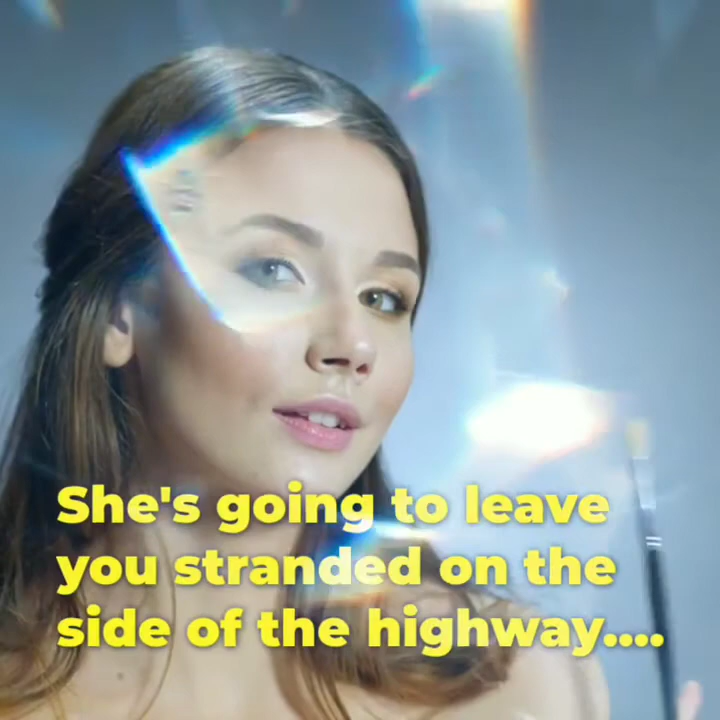 She's going to leave
you stranded on the
side of the highway....